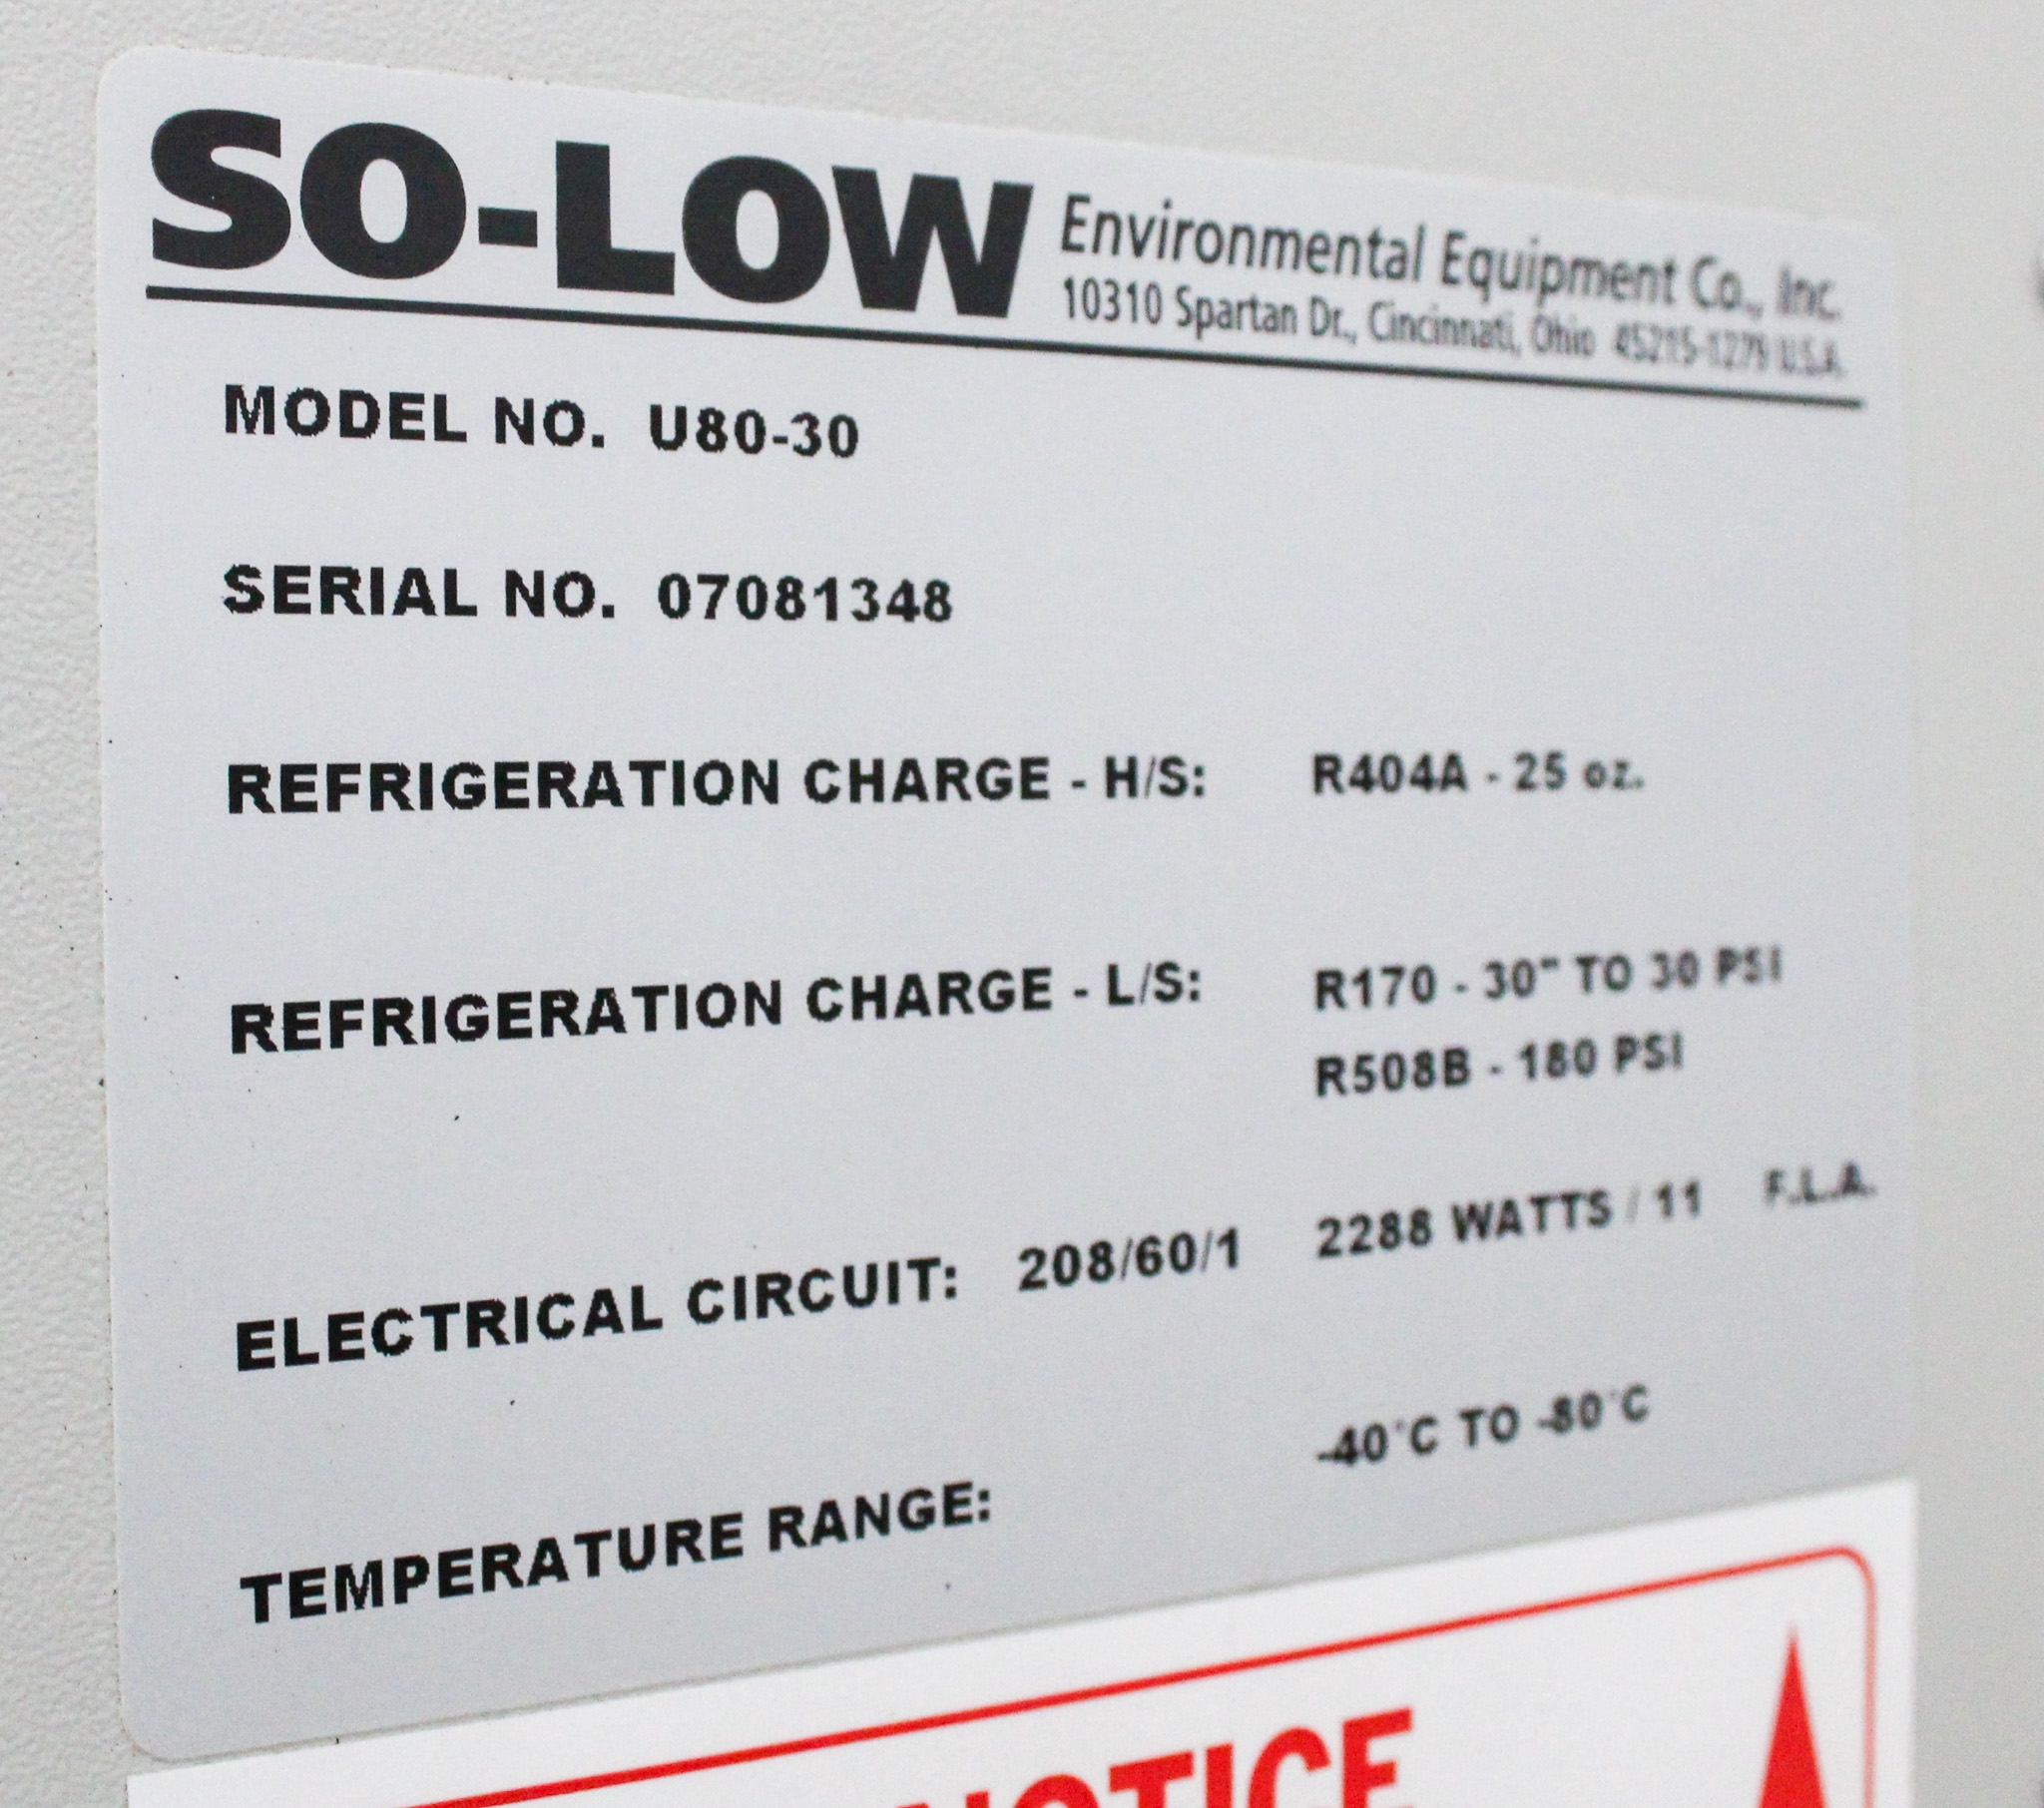 SO-LOW Environmental Equipment Co., Inc.
10310 Spartan Dr., Cincinnati, Ohio 45215-1279 U.S.A.
MODEL NO. U80-30
SERIAL NO. 07081348
REFRIGERATION CHARGE - H/S: R404A - 25 oz.
REFRIGERATION CHARGE - L/S: R170 - 30" TO 30 PSI
R508B - 180 PSI
ELECTRICAL CIRCUIT: 208/60/1 2288 WATTS / 11 F.L.A.
TEMPERATURE RANGE: -40°C TO -80°C
NOTICE